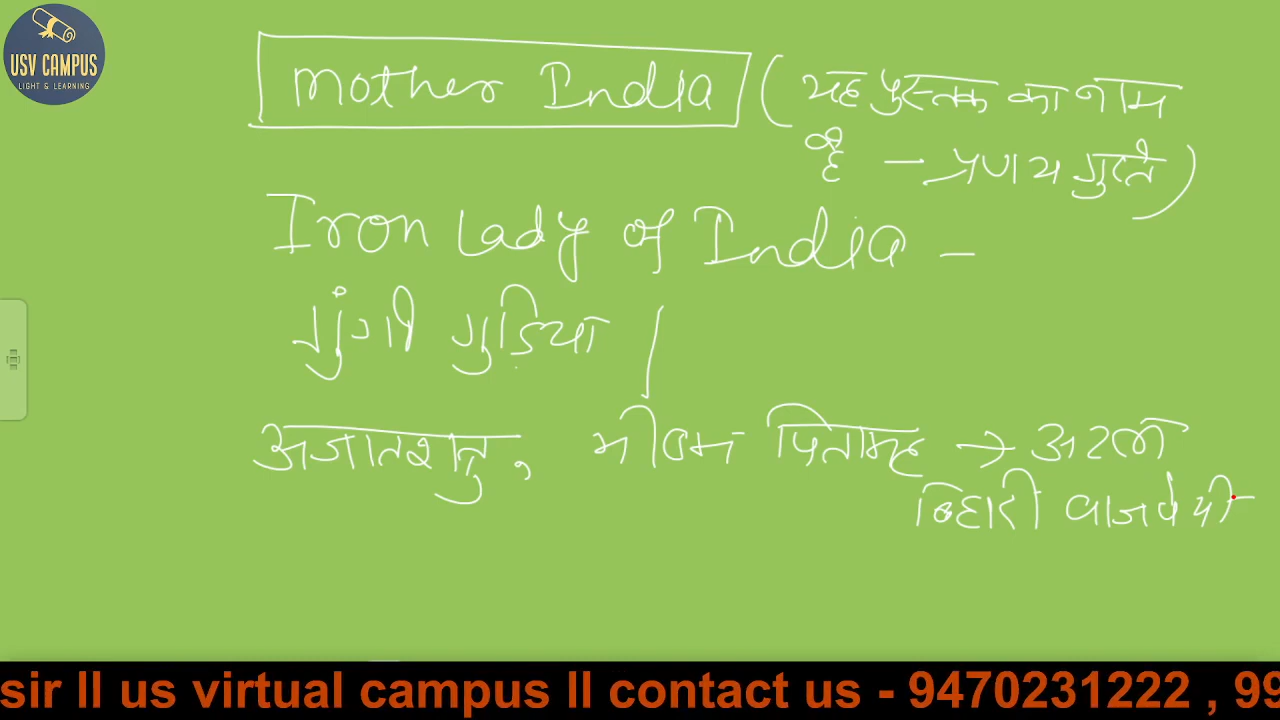 USV CAMPUS
LIGHT & LEARNING
Mother India (यह पुस्तक का नाम
है – प्रणय गुप्ते)
Iron Lady of India –
गुंगी गुड़िया |
अजातशत्रु, भीष्म पितामह → अटल
बिहारी वाजपेयी
sir ll us virtual campus ll contact us - 9470231222 , 99